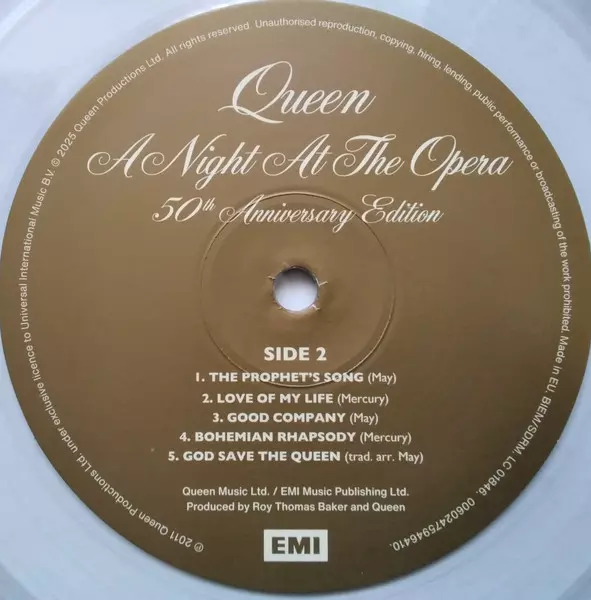 Queen
A Night At The Opera
50th Anniversary Edition
SIDE 2
1. THE PROPHET'S SONG (May)
2. LOVE OF MY LIFE (Mercury)
3. GOOD COMPANY (May)
4. BOHEMIAN RHAPSODY (Mercury)
5. GOD SAVE THE QUEEN (trad. arr. May)
Queen Music Ltd. / EMI Music Publishing Ltd.
Produced by Roy Thomas Baker and Queen
EMI
℗ 2011 Queen Productions Ltd. under exclusive licence to Universal International Music B.V. © 2025 Queen Productions Ltd. All rights reserved. Unauthorised reproduction, copying, hiring, lending, public performance or broadcasting of the work prohibited. Made in EU. BIEM/SDRM. LC 01846. 00602475946410.